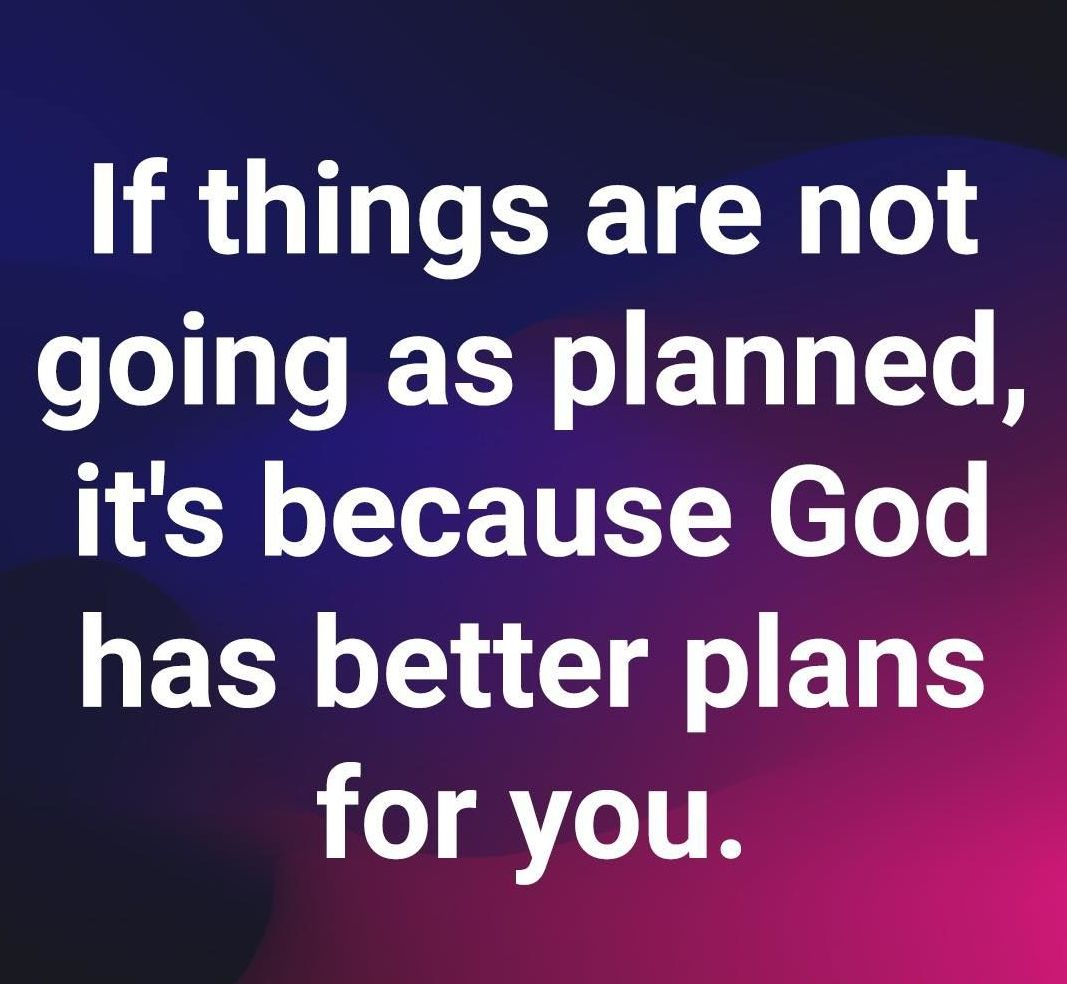 If things are not
going as planned,
it's because God
has better plans
for you.